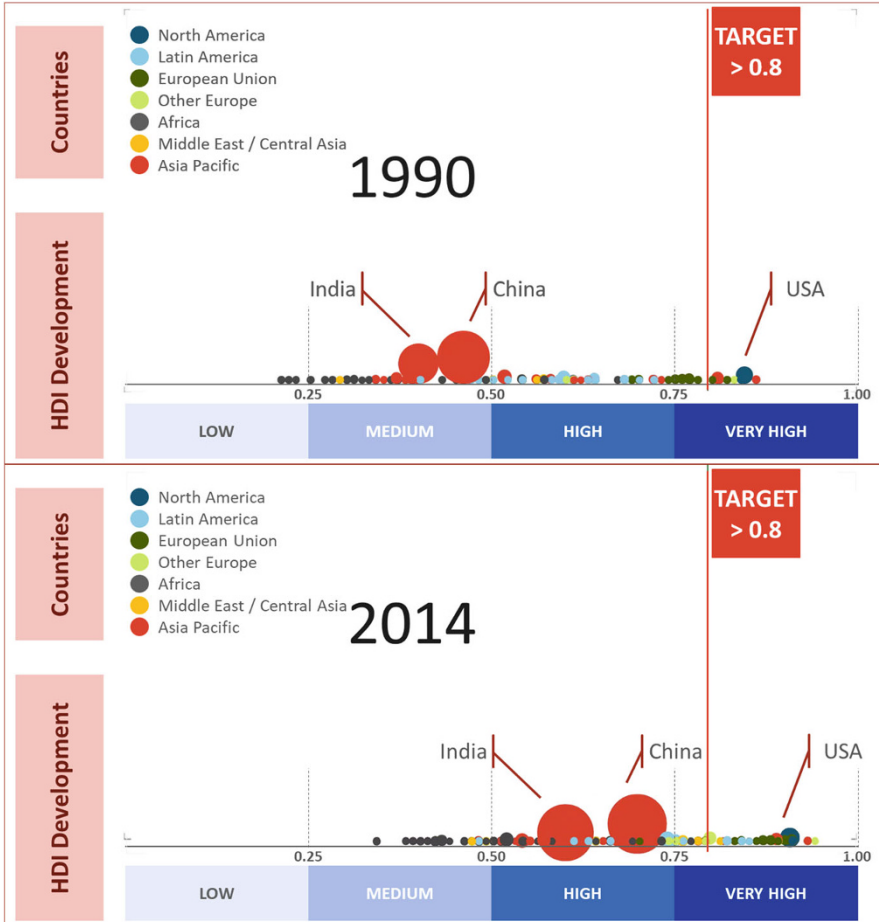 Countries
North America
Latin America
European Union
Other Europe
Africa
Middle East / Central Asia
Asia Pacific
1990
TARGET
> 0.8
HDI Development
India
China
USA
0.25
0.50
0.75
1.00
LOW
MEDIUM
HIGH
VERY HIGH
Countries
North America
Latin America
European Union
Other Europe
Africa
Middle East / Central Asia
Asia Pacific
2014
TARGET
> 0.8
HDI Development
India
China
USA
0.25
0.50
0.75
1.00
LOW
MEDIUM
HIGH
VERY HIGH